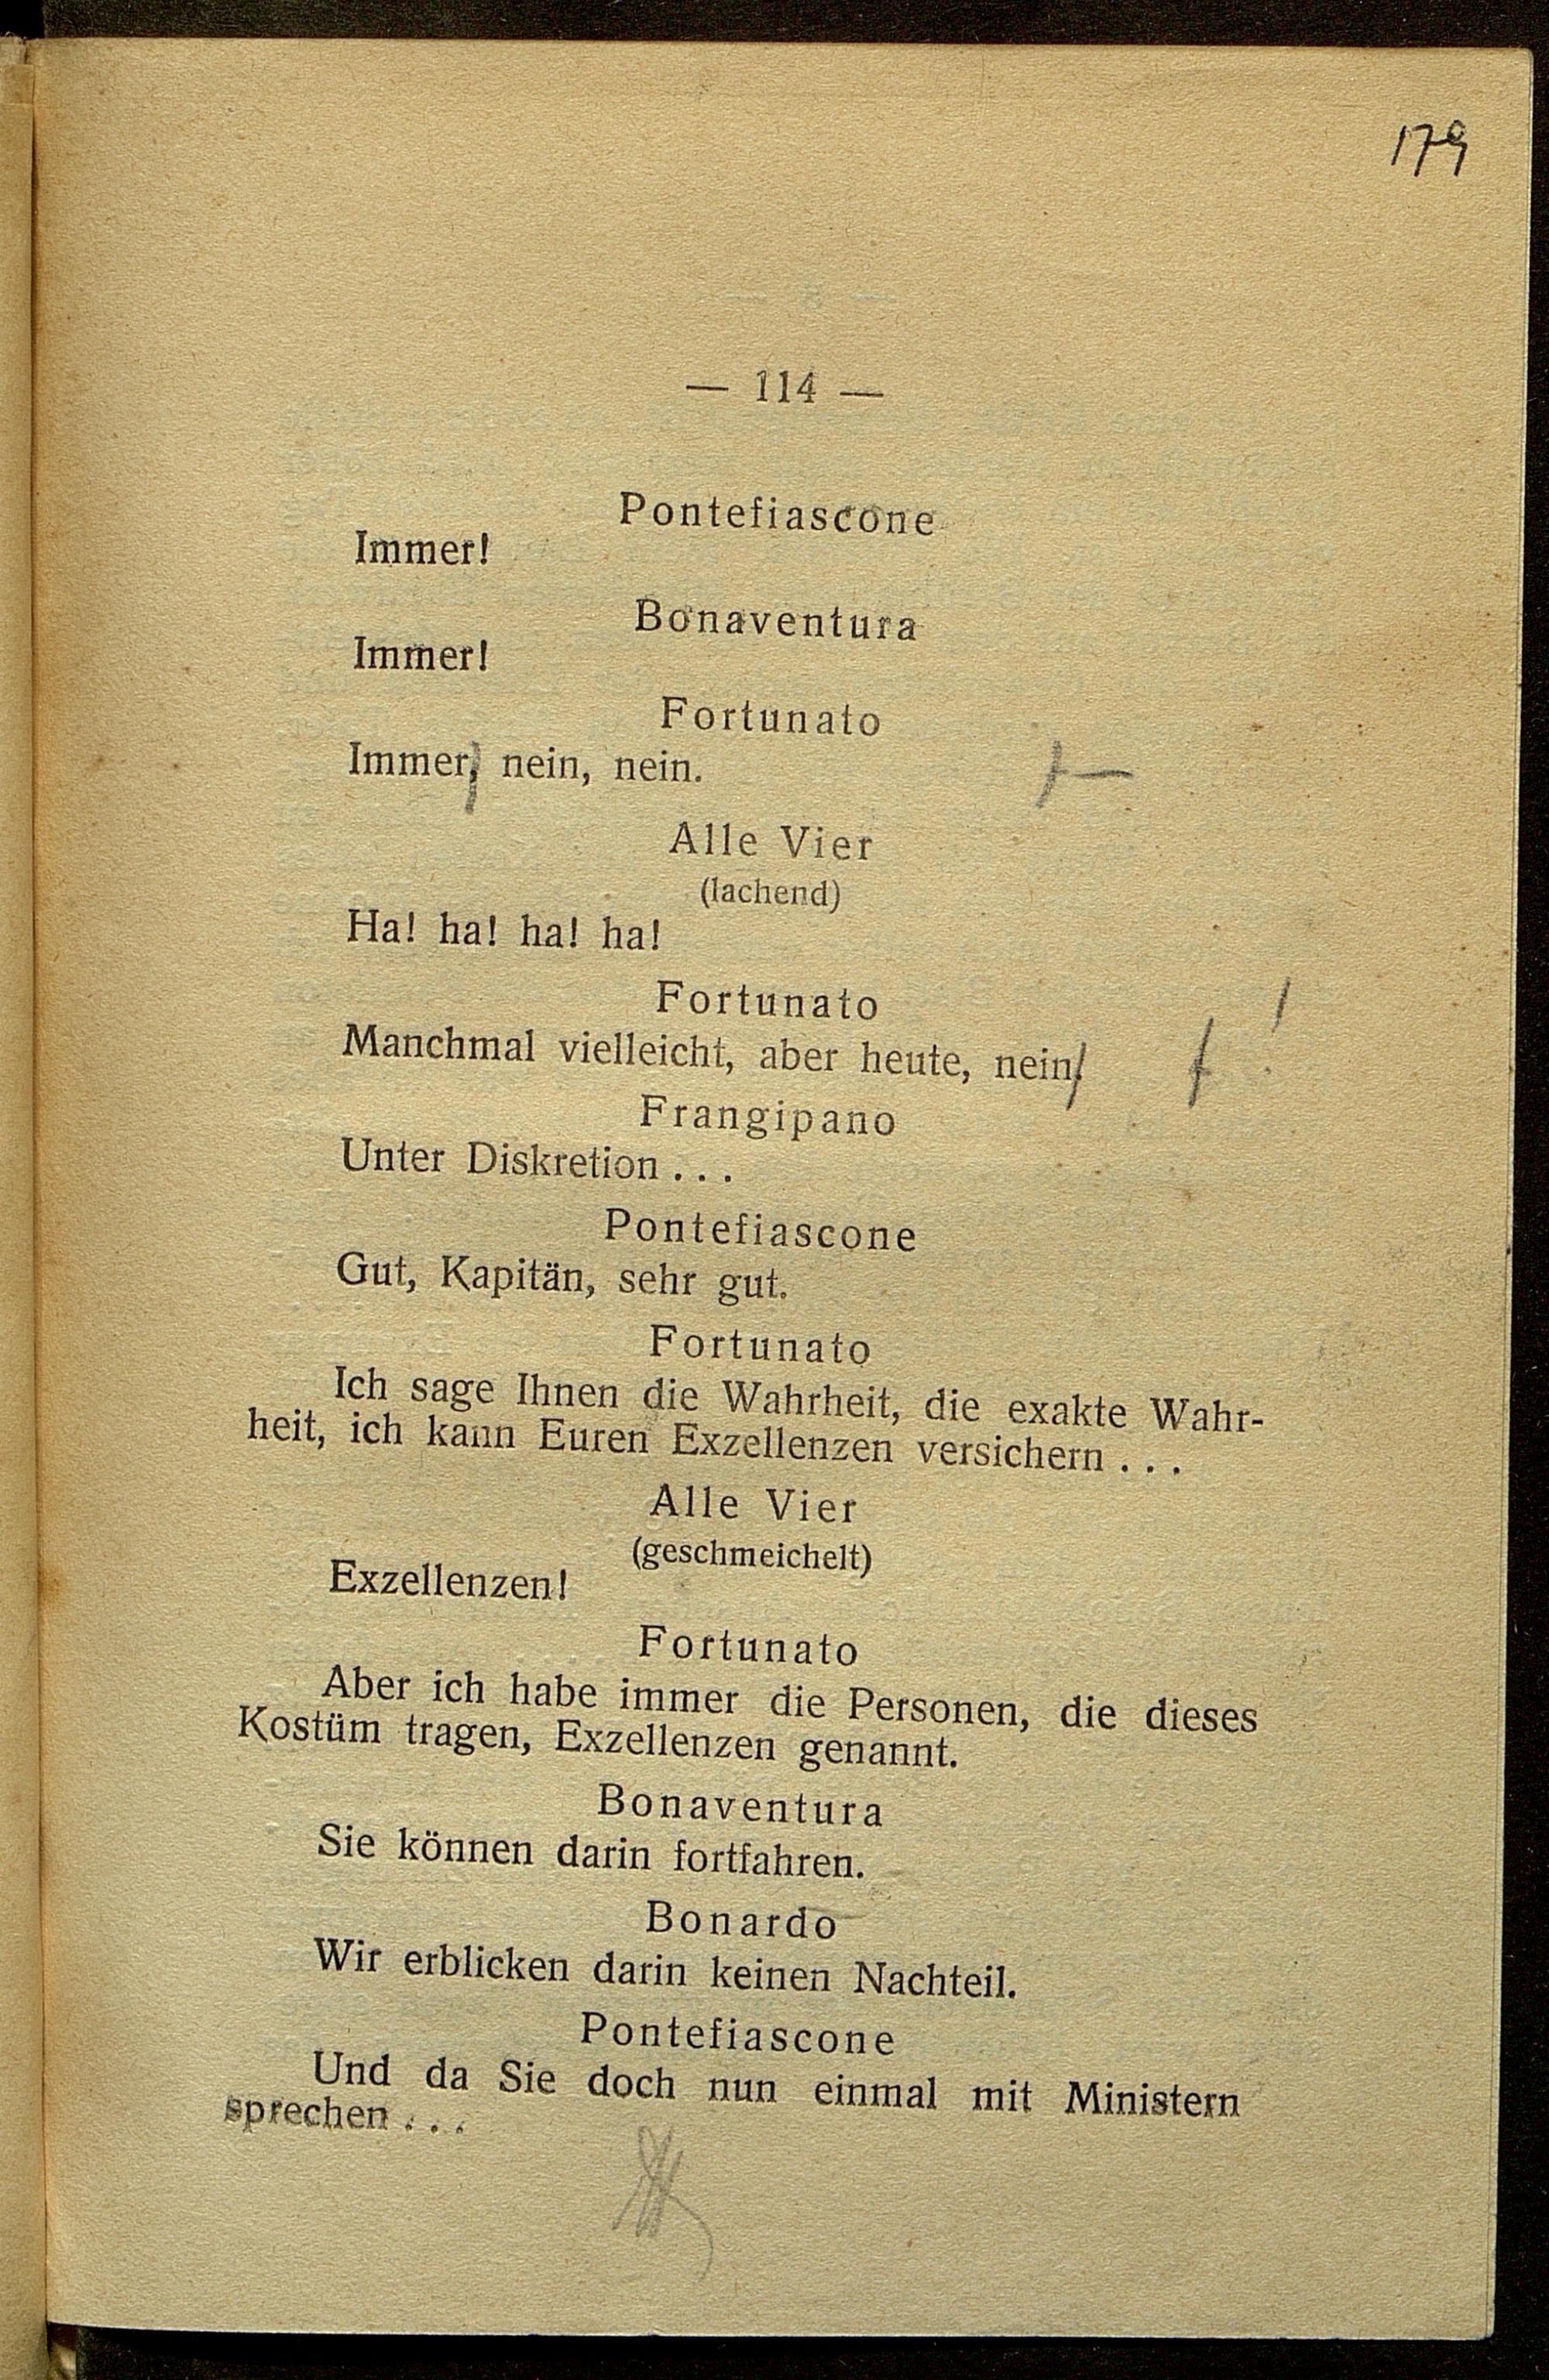 179
— 114 —
Pontefiascone
Immer!
Bonaventura
Immer!
Fortunato
Immer, nein, nein. —
Alle Vier
(lachend)
Ha! ha! ha! ha!
Fortunato
Manchmal vielleicht, aber heute, nein. !
Frangipano
Unter Diskretion . . .
Pontefiascone
Gut, Kapitän, sehr gut.
Fortunato
Ich sage Ihnen die Wahrheit, die exakte Wahr-
heit, ich kann Euren Exzellenzen versichern . . .
Alle Vier
(geschmeichelt)
Exzellenzen!
Fortunato
Aber ich habe immer die Personen, die dieses
Kostüm tragen, Exzellenzen genannt.
Bonaventura
Sie können darin fortfahren.
Bonardo
Wir erblicken darin keinen Nachteil.
Pontefiascone
Und da Sie doch nun einmal mit Ministern
sprechen . . .